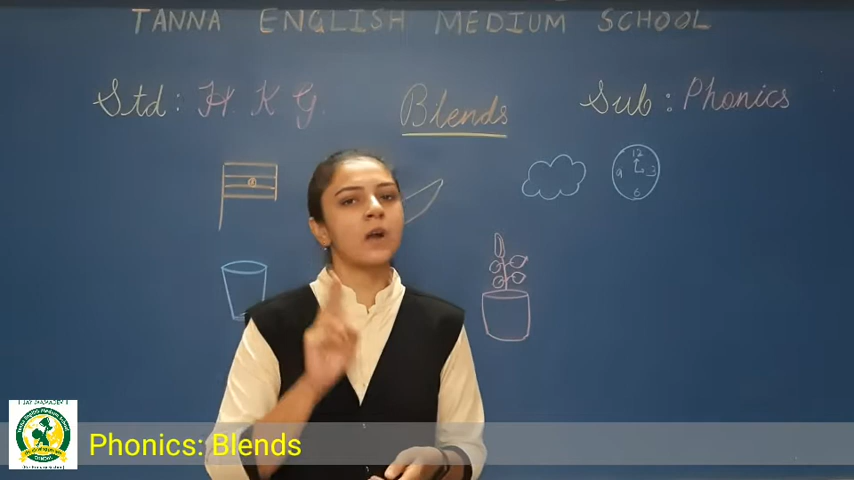 TANNA ENGLISH MEDIUM SCHOOL
Std : H K G
Blends
Sub : Phonics
12
9
3
6
Phonics: Blends